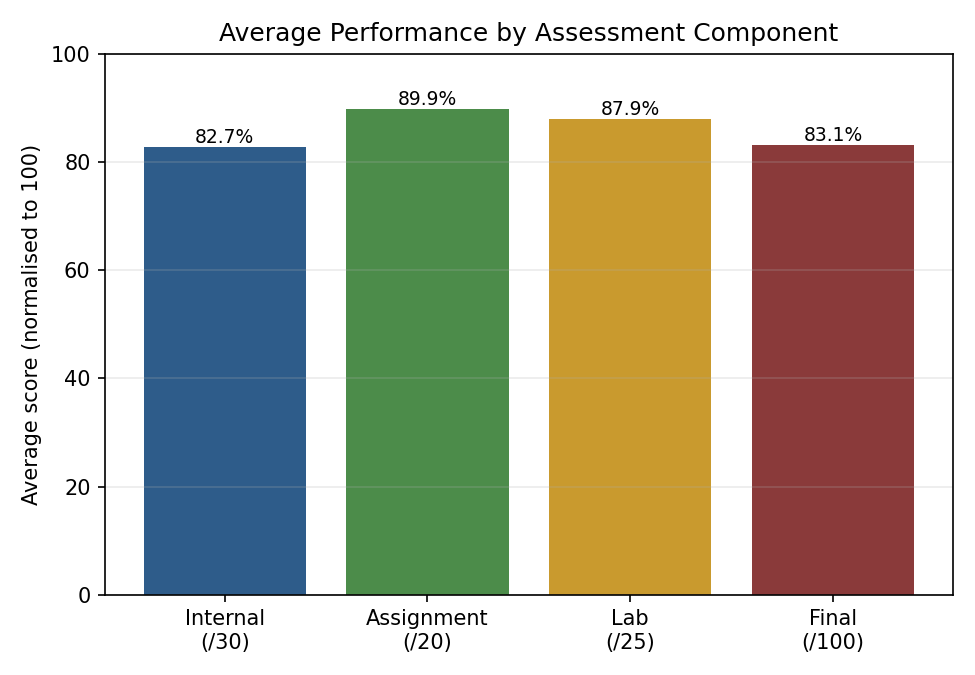 Average Performance by Assessment Component
Average score (normalised to 100)
100
80
60
40
20
0
82.7%
89.9%
87.9%
83.1%
Internal
(/30)
Assignment
(/20)
Lab
(/25)
Final
(/100)